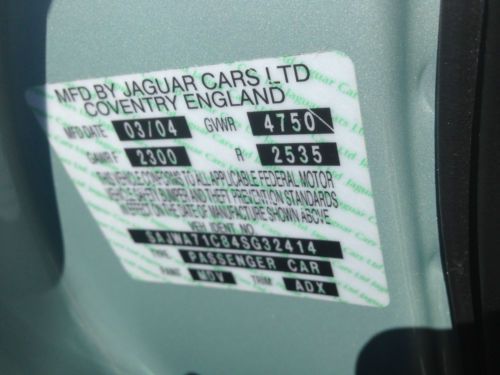 MFD BY JAGUAR CARS LTD
COVENTRY ENGLAND
MFD DATE 03/04 GVWR 4750
GAWR F 2300 R 2535
THIS VEHICLE CONFORMS TO ALL APPLICABLE FEDERAL MOTOR
VEHICLE SAFETY, BUMPER AND THEFT PREVENTION STANDARDS
IN EFFECT ON THE DATE OF MANUFACTURE SHOWN ABOVE
VEH IDENT Nº
SAJWA71C84SG32414
TYPE PASSENGER CAR
PAINT MDV TRIM ADX